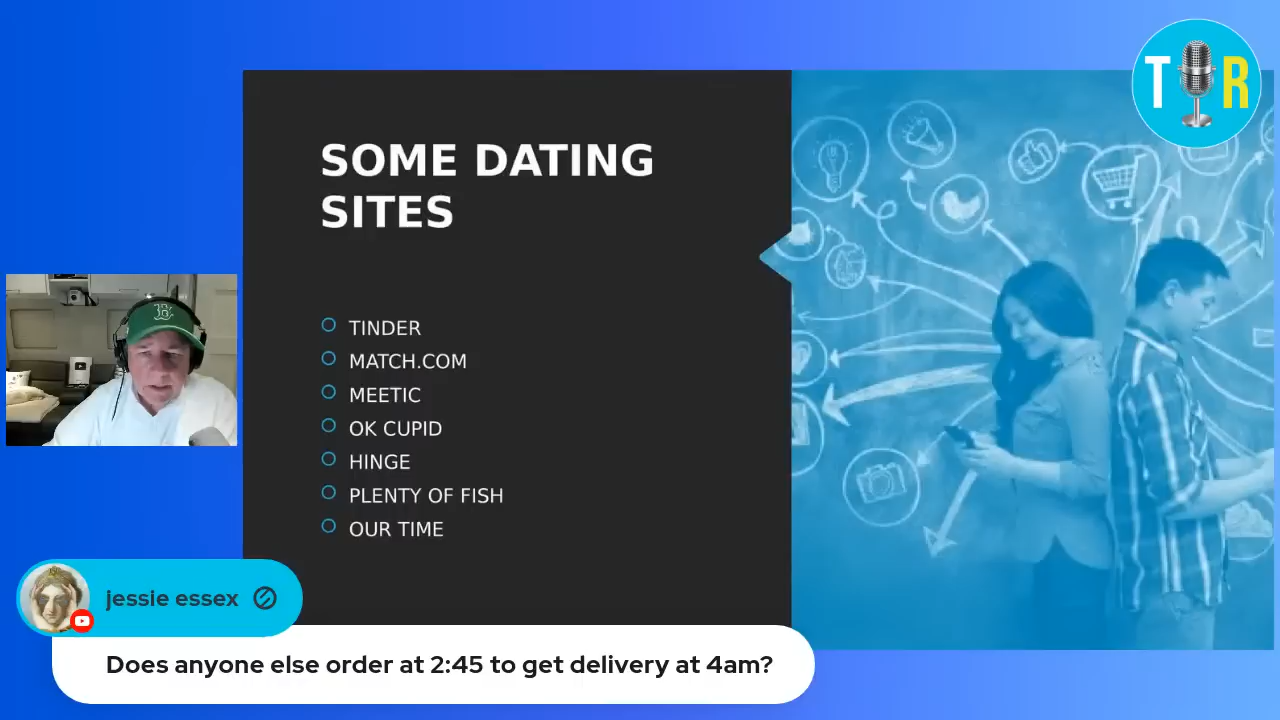 T R
SOME DATING
SITES
TINDER
MATCH.COM
MEETIC
OK CUPID
HINGE
PLENTY OF FISH
OUR TIME
jessie essex
Does anyone else order at 2:45 to get delivery at 4am?